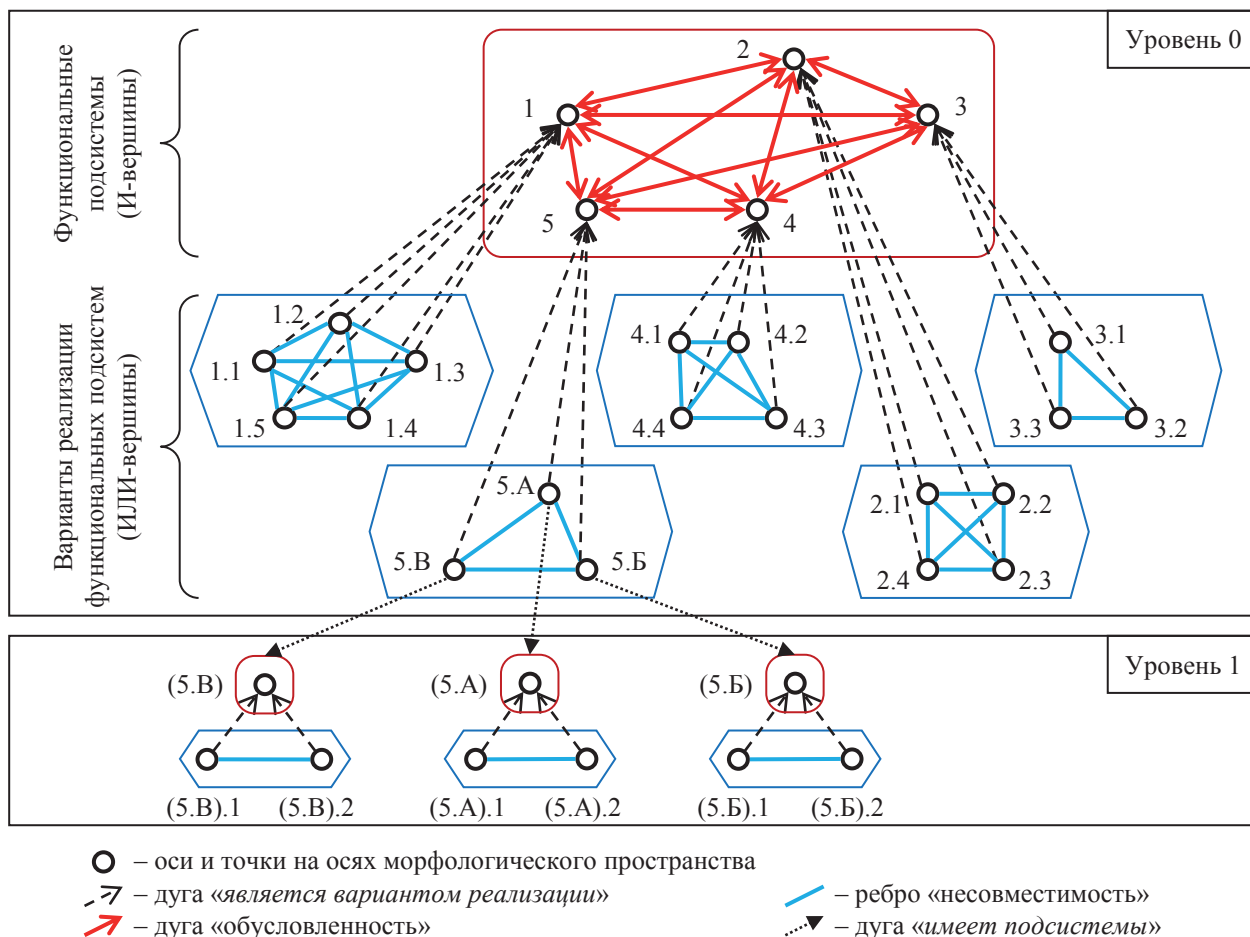 Уровень 0
Функциональные
подсистемы
(И-вершины)
2
1
3
5
4
Варианты реализации
функциональных подсистем
(ИЛИ-вершины)
1.2
1.1
1.3
1.5
1.4
4.1
4.2
4.4
4.3
3.1
3.3
3.2
5.А
5.В
5.Б
2.1
2.2
2.4
2.3
Уровень 1
(5.В)
(5.А)
(5.Б)
(5.В).1
(5.В).2
(5.А).1
(5.А).2
(5.Б).1
(5.Б).2
– оси и точки на осях морфологического пространства
– дуга «является вариантом реализации»
– ребро «несовместимость»
– дуга «обусловленность»
– дуга «имеет подсистемы»